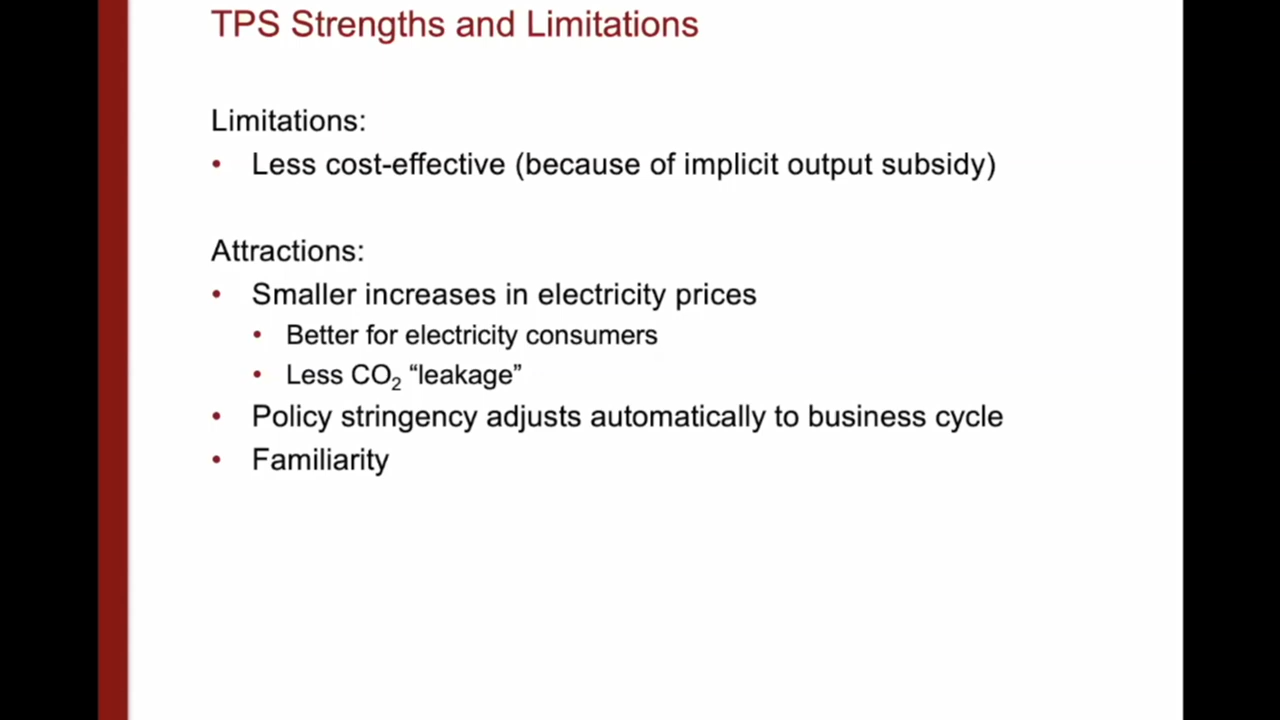 TPS Strengths and Limitations
Limitations:
• Less cost-effective (because of implicit output subsidy)
Attractions:
• Smaller increases in electricity prices
• Better for electricity consumers
• Less CO₂ “leakage”
• Policy stringency adjusts automatically to business cycle
• Familiarity